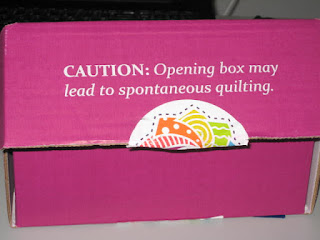 CAUTION: Opening box may
lead to spontaneous quilting.